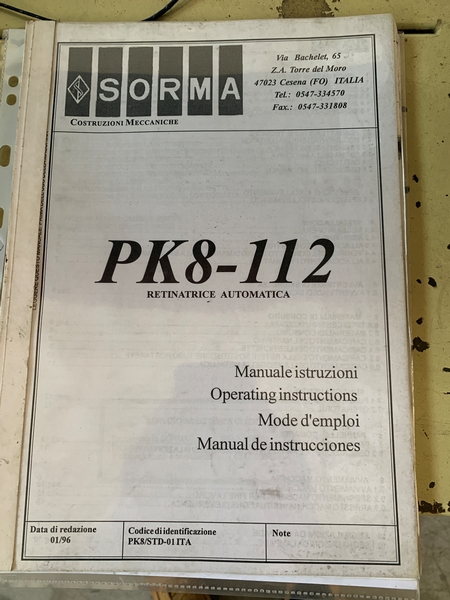 SORMA
COSTRUZIONI MECCANICHE
Via Bachelet, 65
Z.A. Torre del Moro
47023 Cesena (FO) ITALIA
Tel.: 0547-334570
Fax.: 0547-331808
PK8-112
RETINATRICE AUTOMATICA
Manuale istruzioni
Operating instructions
Mode d'emploi
Manual de instrucciones
Data di redazione
01/96
Codice di identificazione
PK8/STD-01 ITA
Note